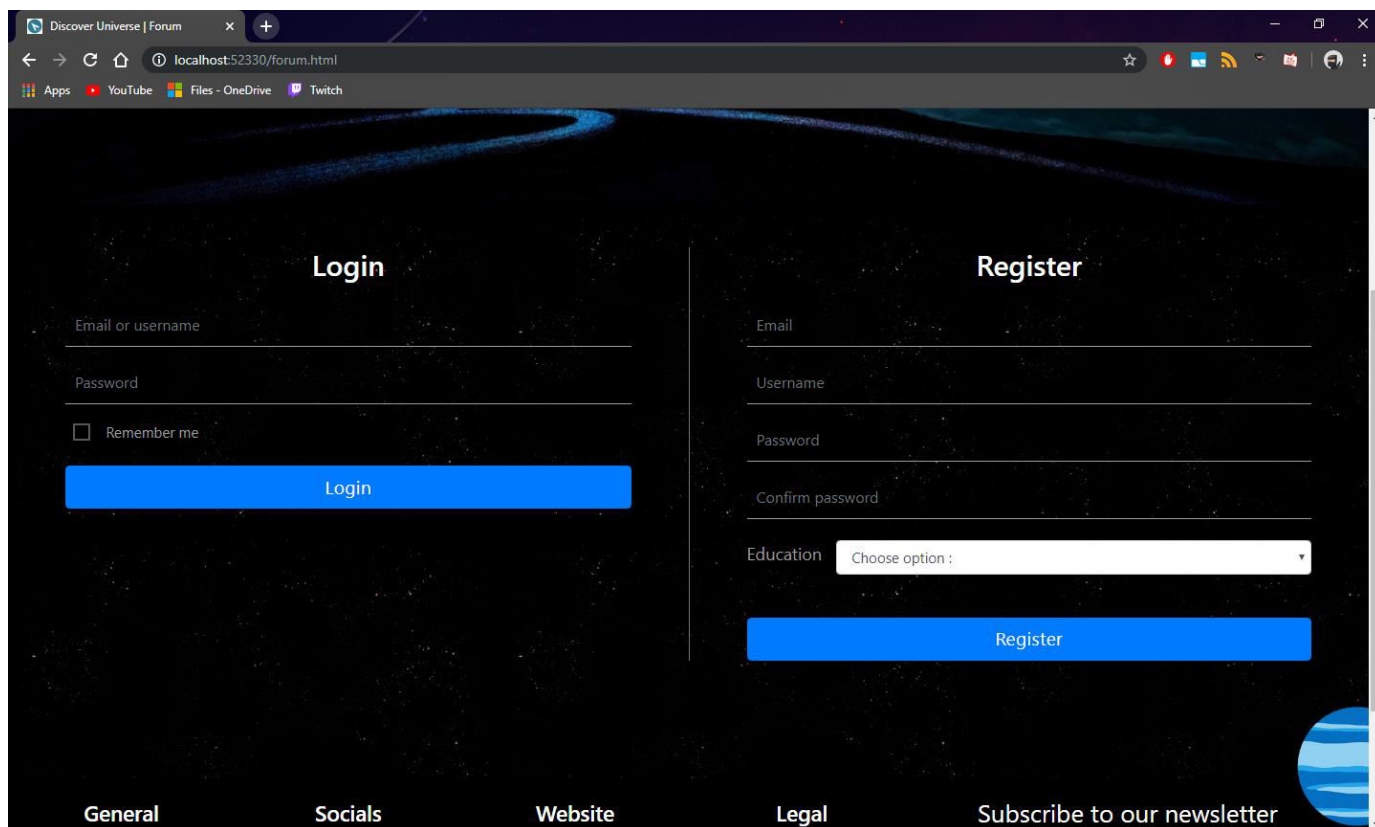 Discover Universe | Forum
localhost:52330/forum.html
Apps YouTube Files - OneDrive Twitch
Login
Email or username
Password
Remember me
Login
Register
Email
Username
Password
Confirm password
Education Choose option :
Register
General Socials Website Legal Subscribe to our newsletter